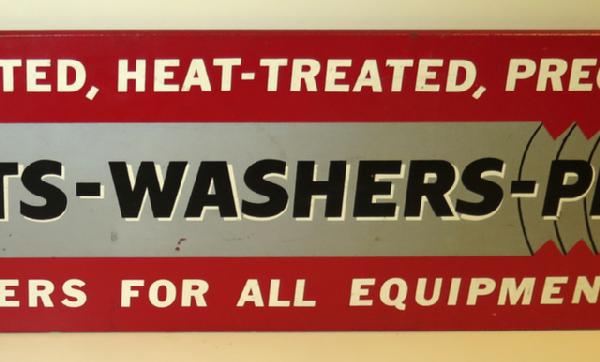 TED, HEAT-TREATED, PREC
TS-WASHERS-P
ERS FOR ALL EQUIPMEN